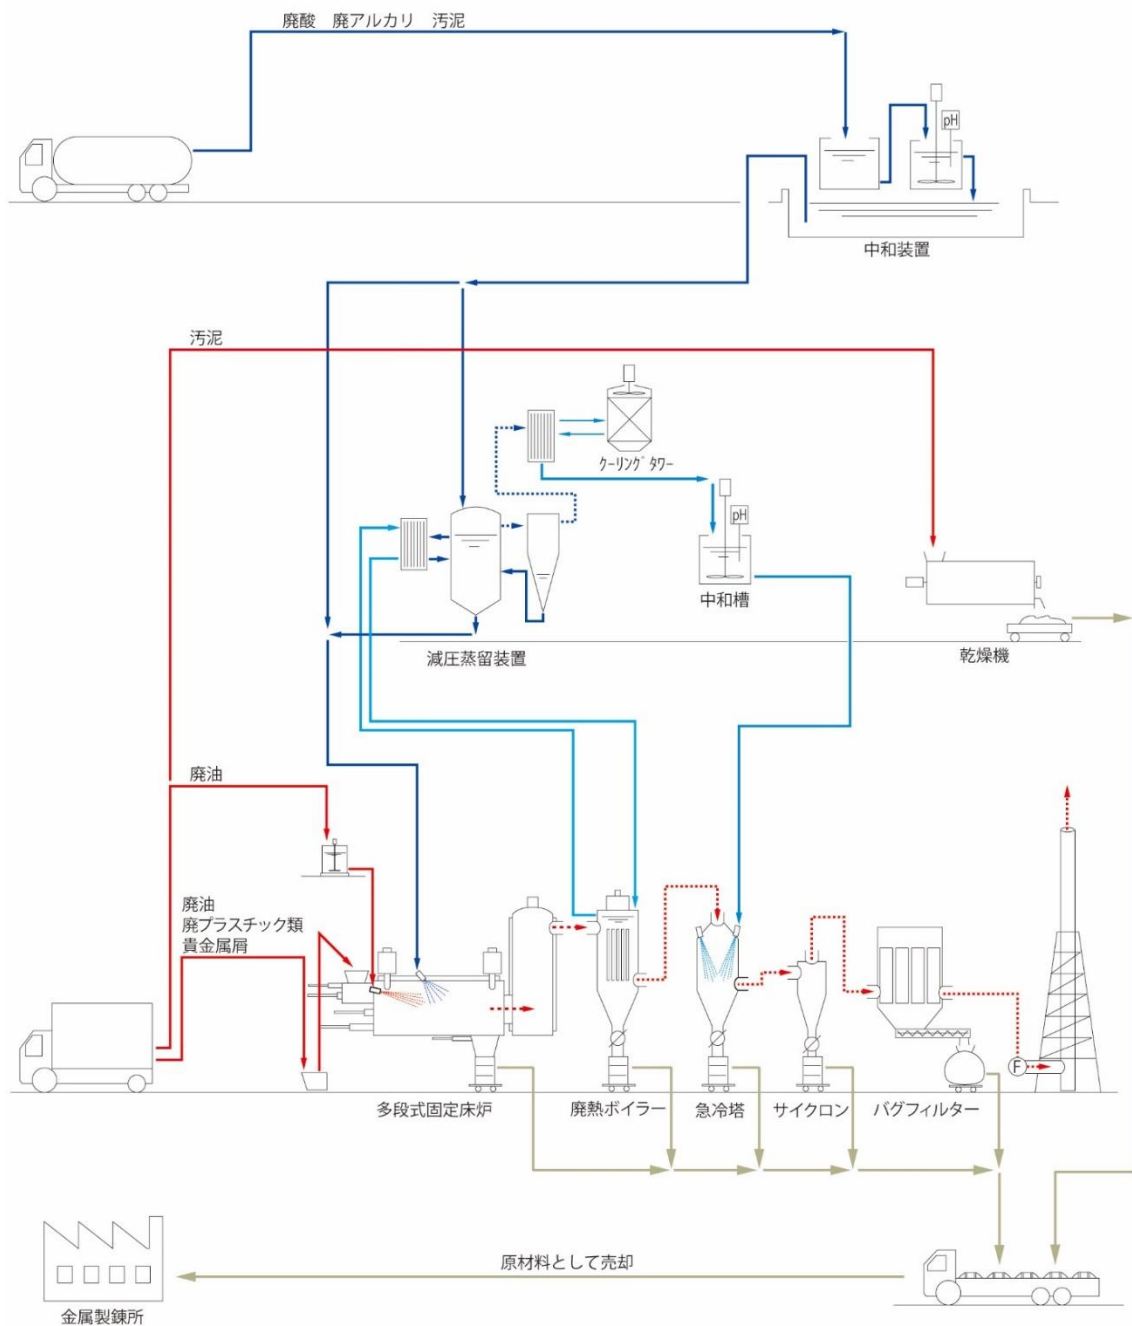 廃酸　廃アルカリ　汚泥
pH
中和装置
汚泥
ｸｰﾘﾝｸﾞ ﾀﾜｰ
pH
中和槽
減圧蒸留装置
乾燥機
廃油
廃油
廃プラスチック類
貴金属屑
F
多段式固定床炉
廃熱ボイラー
急冷塔
サイクロン
バグフィルター
原材料として売却
金属製錬所